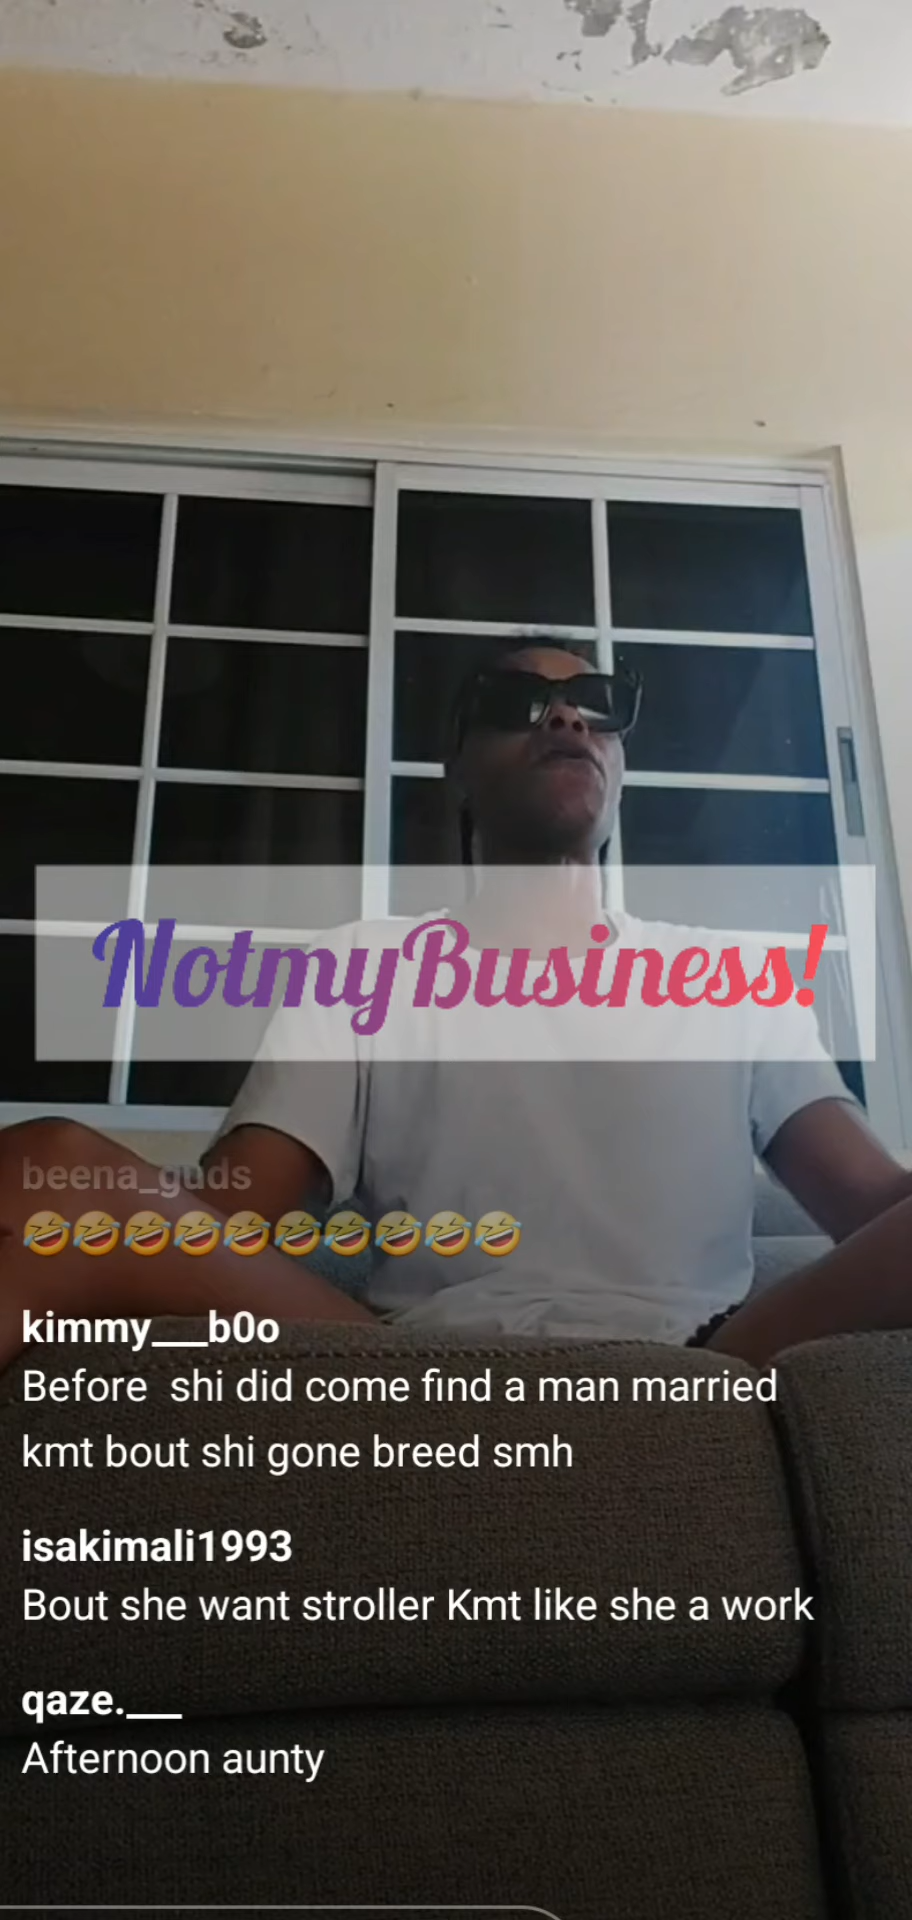 NotmyBusiness!
beena_guds
🤣🤣🤣🤣🤣🤣🤣🤣🤣🤣
kimmy___b0o
Before  shi did come find a man married
kmt bout shi gone breed smh
isakimali1993
Bout she want stroller Kmt like she a work
qaze.___
Afternoon aunty